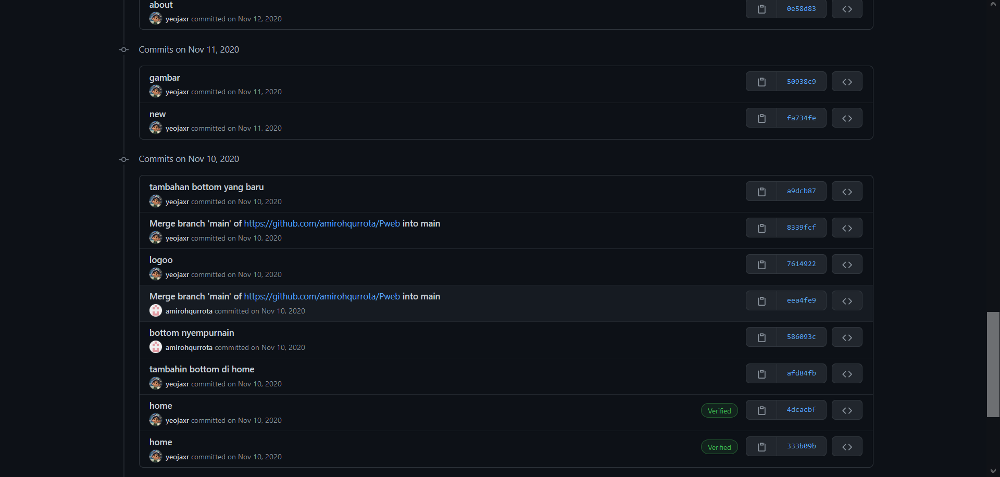 about
yeojaxr committed on Nov 12, 2020
0e58d83
Commits on Nov 11, 2020
gambar
yeojaxr committed on Nov 11, 2020
50938c9
new
yeojaxr committed on Nov 11, 2020
fa734fe
Commits on Nov 10, 2020
tambahan bottom yang baru
yeojaxr committed on Nov 10, 2020
a9dcb87
Merge branch 'main' of https://github.com/amirohqurrota/Pweb into main
yeojaxr committed on Nov 10, 2020
8339fcf
logoo
yeojaxr committed on Nov 10, 2020
7614922
Merge branch 'main' of https://github.com/amirohqurrota/Pweb into main
amirohqurrota committed on Nov 10, 2020
eea4fe9
bottom nyempurnain
amirohqurrota committed on Nov 10, 2020
586093c
tambahin bottom di home
yeojaxr committed on Nov 10, 2020
afd84fb
home
yeojaxr committed on Nov 10, 2020
Verified
4dcacbf
home
yeojaxr committed on Nov 10, 2020
Verified
333b09b